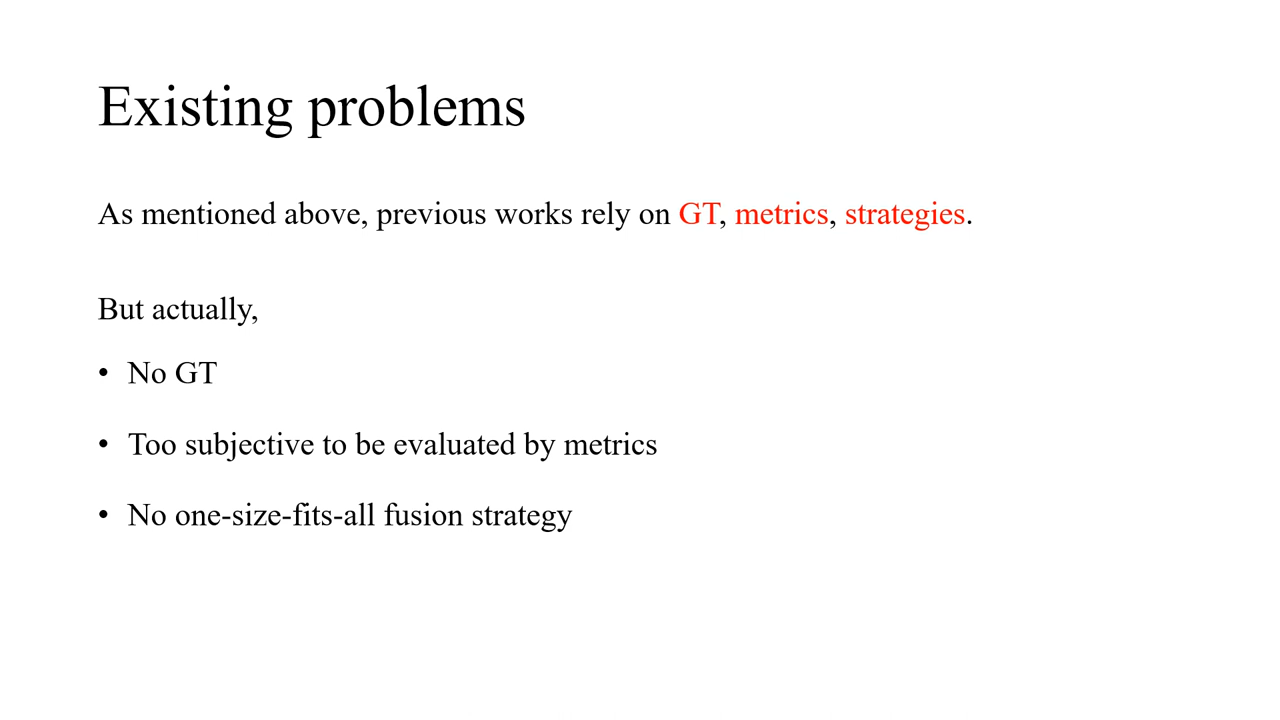 Existing problems
As mentioned above, previous works rely on GT, metrics, strategies.
But actually,
• No GT
• Too subjective to be evaluated by metrics
• No one-size-fits-all fusion strategy